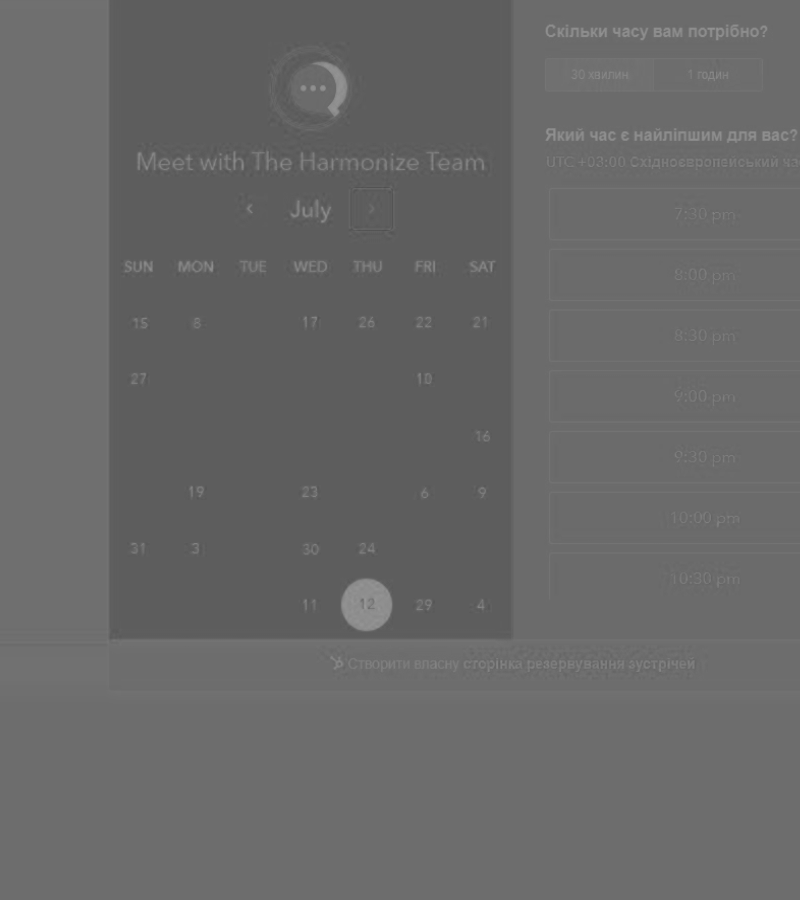 Скільки часу вам потрібно?
30 хвилин 1 годин
Який час є найліпшим для вас?
UTC +03:00 Східноєвропейський
7:30 pm
8:00 pm
8:30 pm
9:00 pm
9:30 pm
10:00 pm
10:30 pm
Meet with The Harmonize Team
‹ July ›
SUN MON TUE WED THU FRI SAT
15 8 17 26 22 21
27 10
16
19 23 6 9
31 3 30 24
11 12 29 4
Створити власну сторінка резервування аустрічей